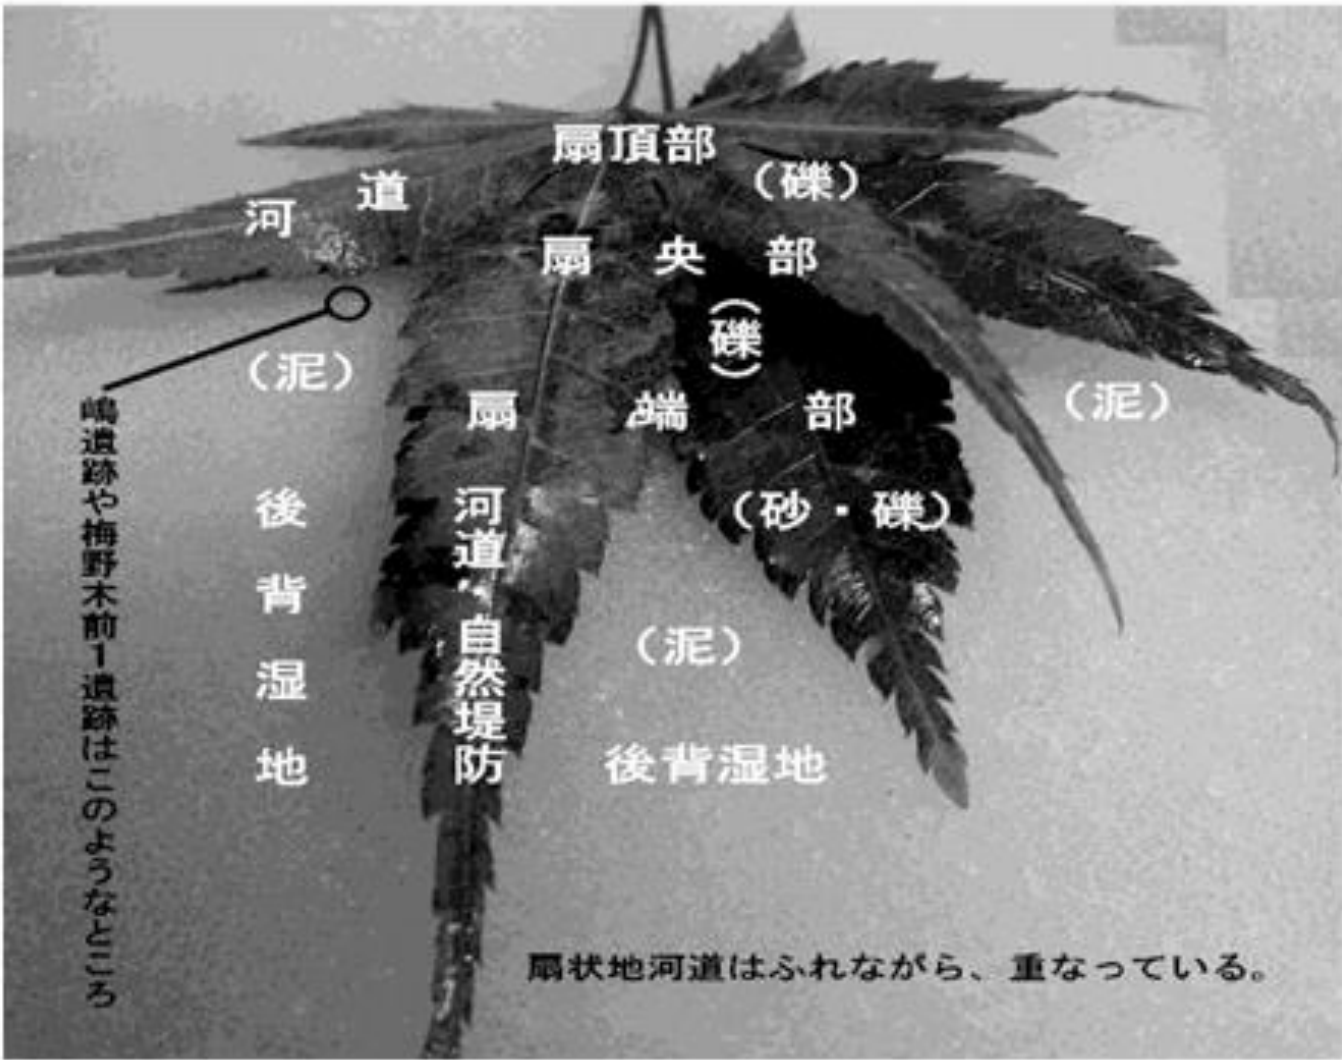 扇頂部
（礫）
河道
扇央部
（礫）
（泥）
（泥）
扇端部
（砂・礫）
河道・自然堤防
（泥）
後背湿地
後背湿地
嶋遺跡や梅野木前１遺跡はこのようなところ
扇状地河道はふれながら、重なっている。